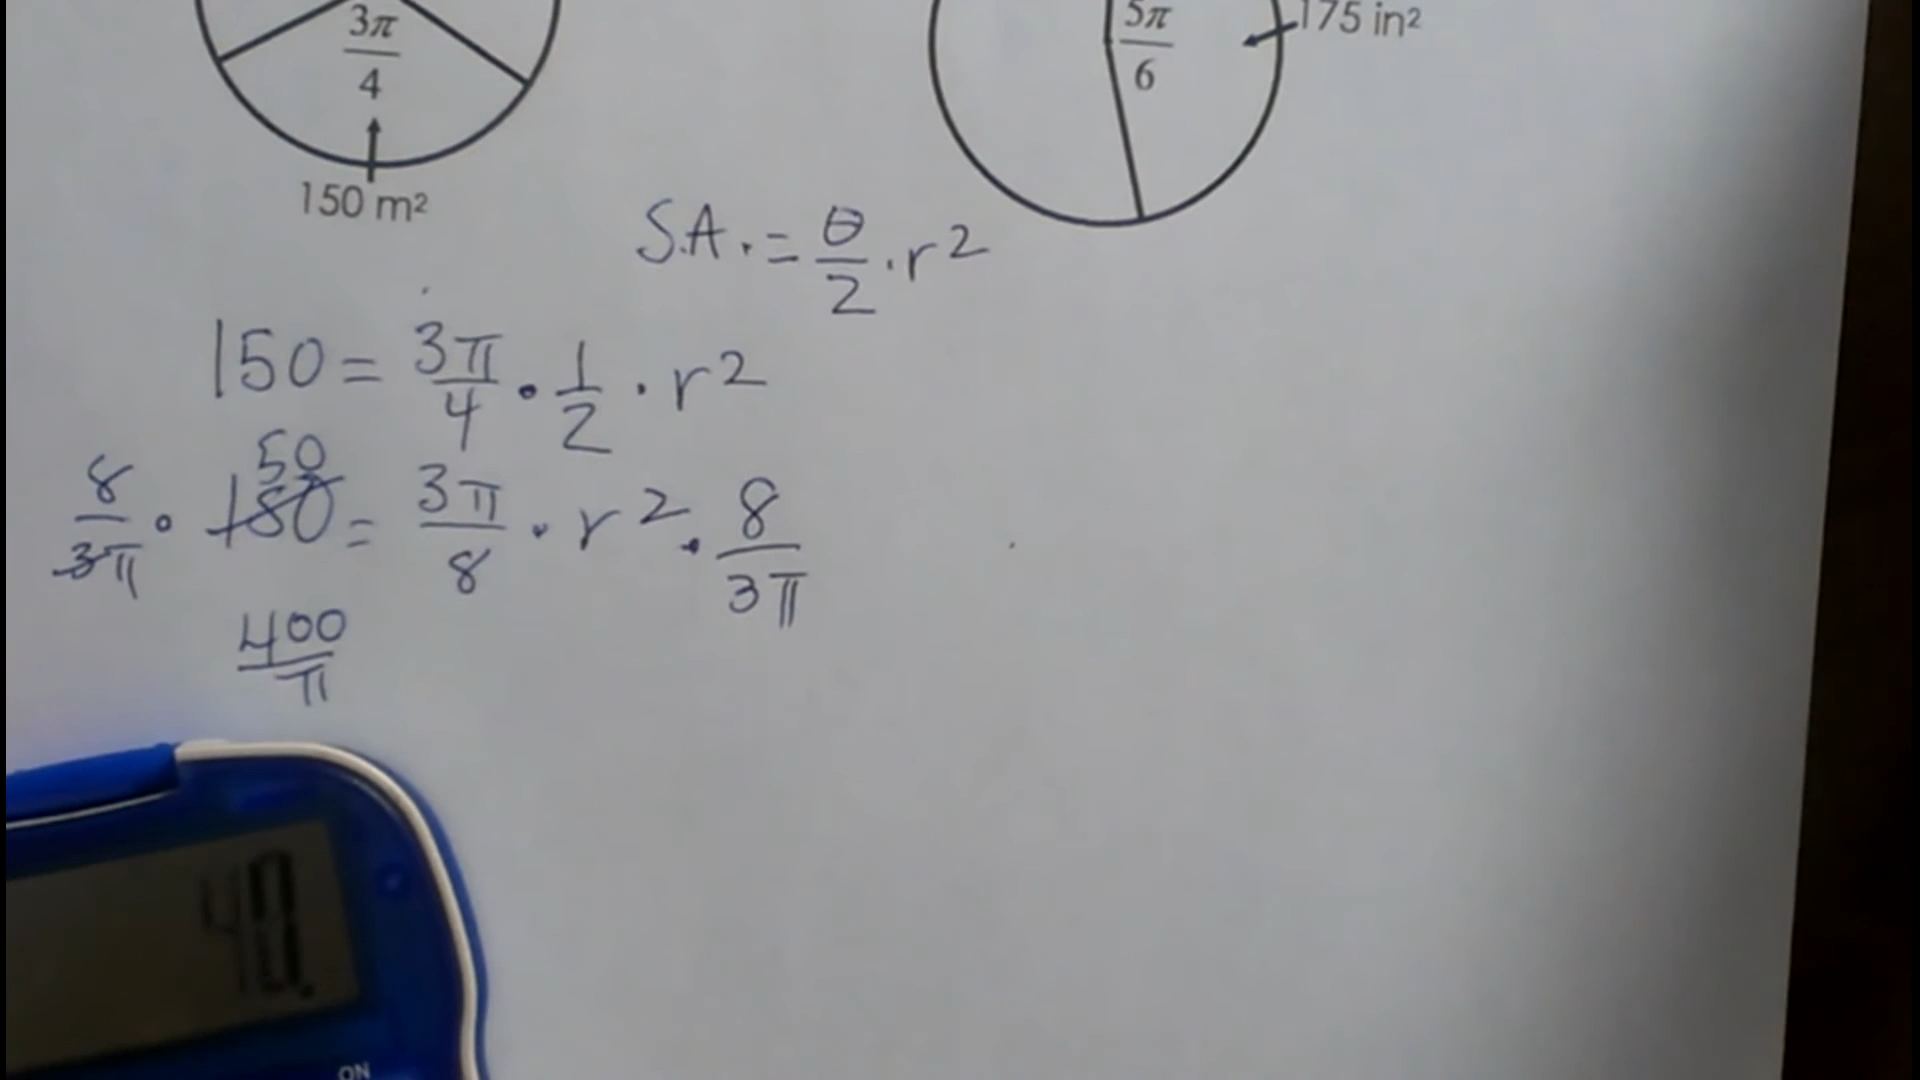 3π/4
5π/6
175 in²
150 m²
S.A. = θ/2 · r²
150 = 3π/4 · 1/2 · r²
50
8/3π · 150 = 3π/8 · r² · 8/3π
400/π
40.
ON